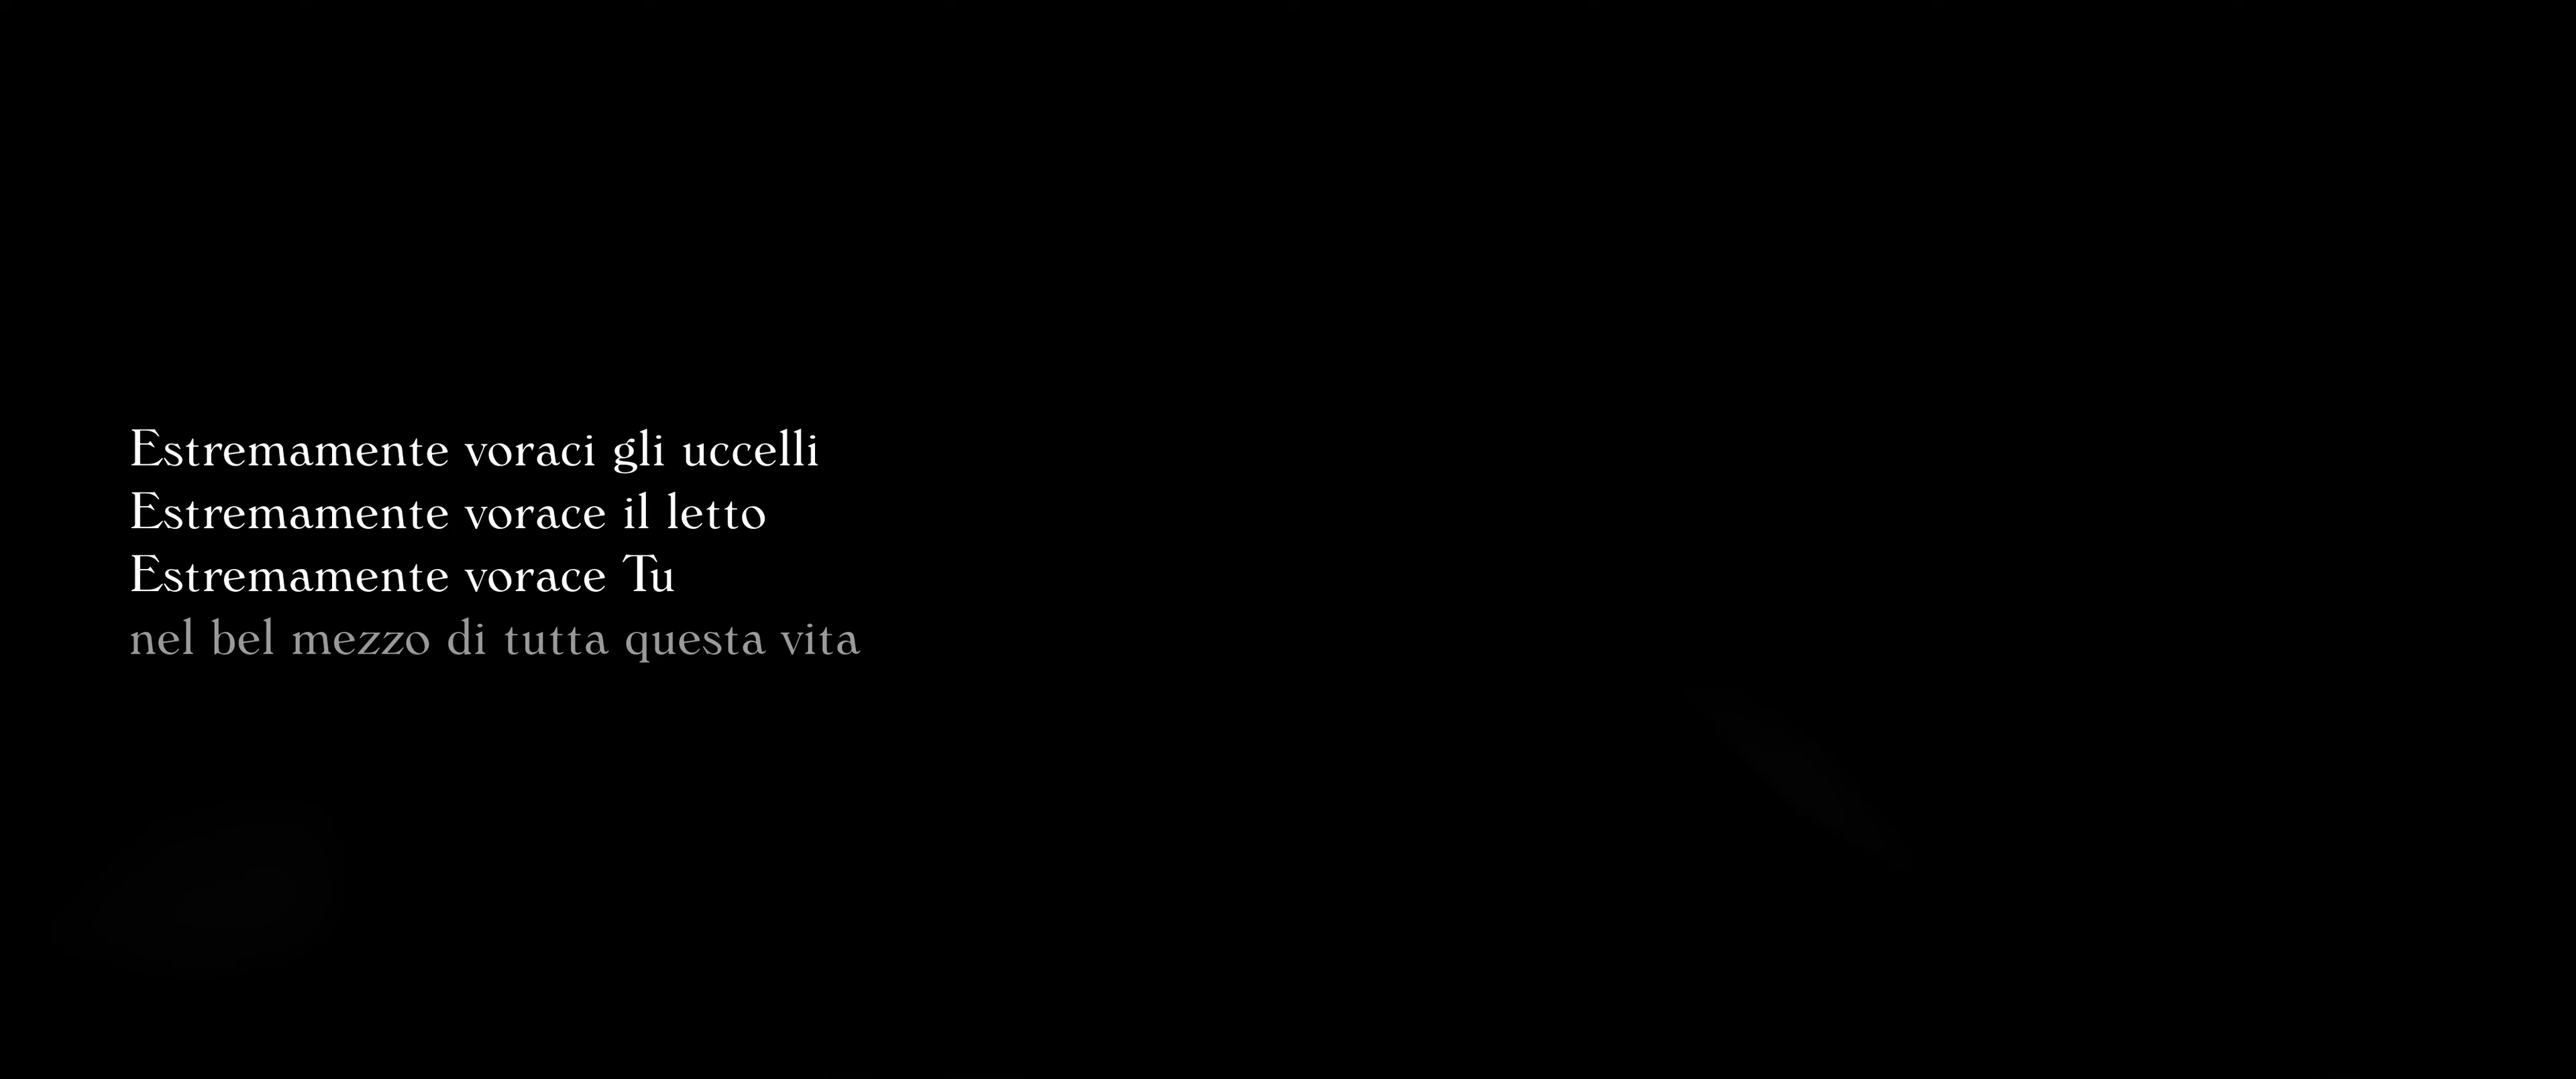 Estremamente voraci gli uccelli
Estremamente vorace il letto
Estremamente vorace Tu
nel bel mezzo di tutta questa vita